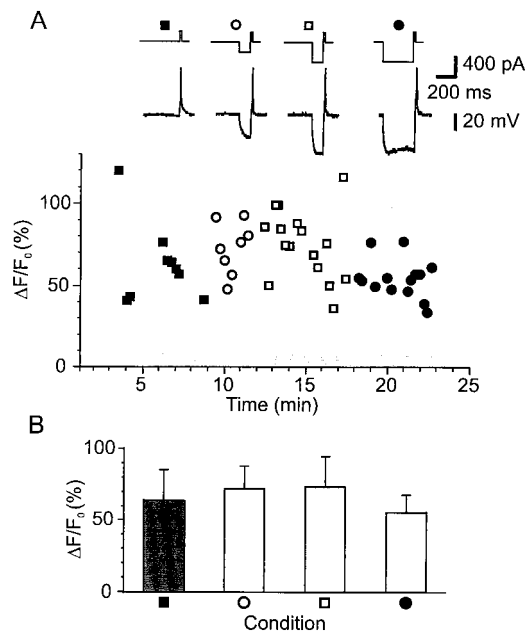 A
400 pA
200 ms
20 mV
ΔF/F₀ (%)
100
50
0
5 10 15 20 25
Time (min)
B
ΔF/F₀ (%)
100
50
0
Condition